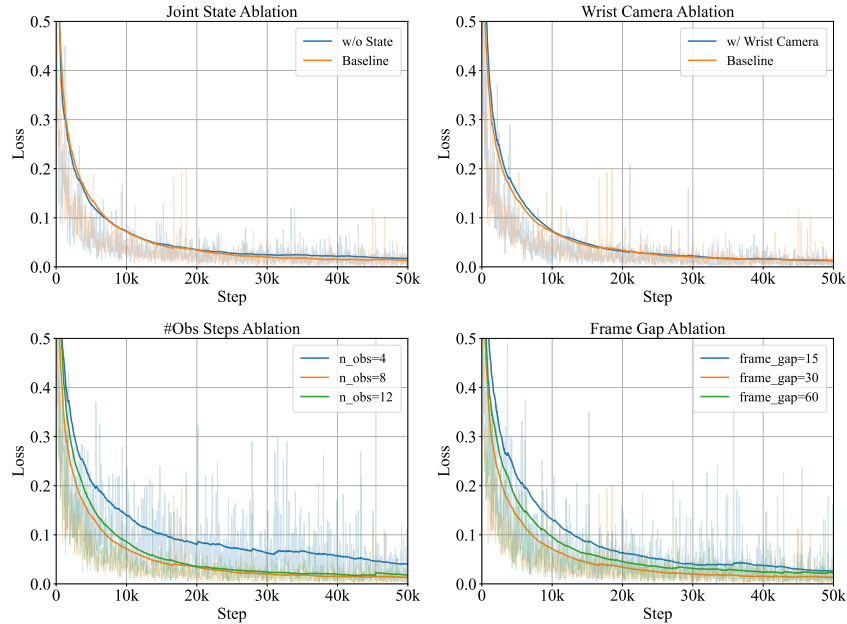 Joint State Ablation
w/o State
Baseline
Loss
0.5
0.4
0.3
0.2
0.1
0.0
0 10k 20k 30k 40k 50k
Step
Wrist Camera Ablation
w/ Wrist Camera
Baseline
Loss
0.5
0.4
0.3
0.2
0.1
0.0
0 10k 20k 30k 40k 50k
Step
#Obs Steps Ablation
n_obs=4
n_obs=8
n_obs=12
Loss
0.5
0.4
0.3
0.2
0.1
0.0
0 10k 20k 30k 40k 50k
Step
Frame Gap Ablation
frame_gap=15
frame_gap=30
frame_gap=60
Loss
0.5
0.4
0.3
0.2
0.1
0.0
0 10k 20k 30k 40k 50k
Step